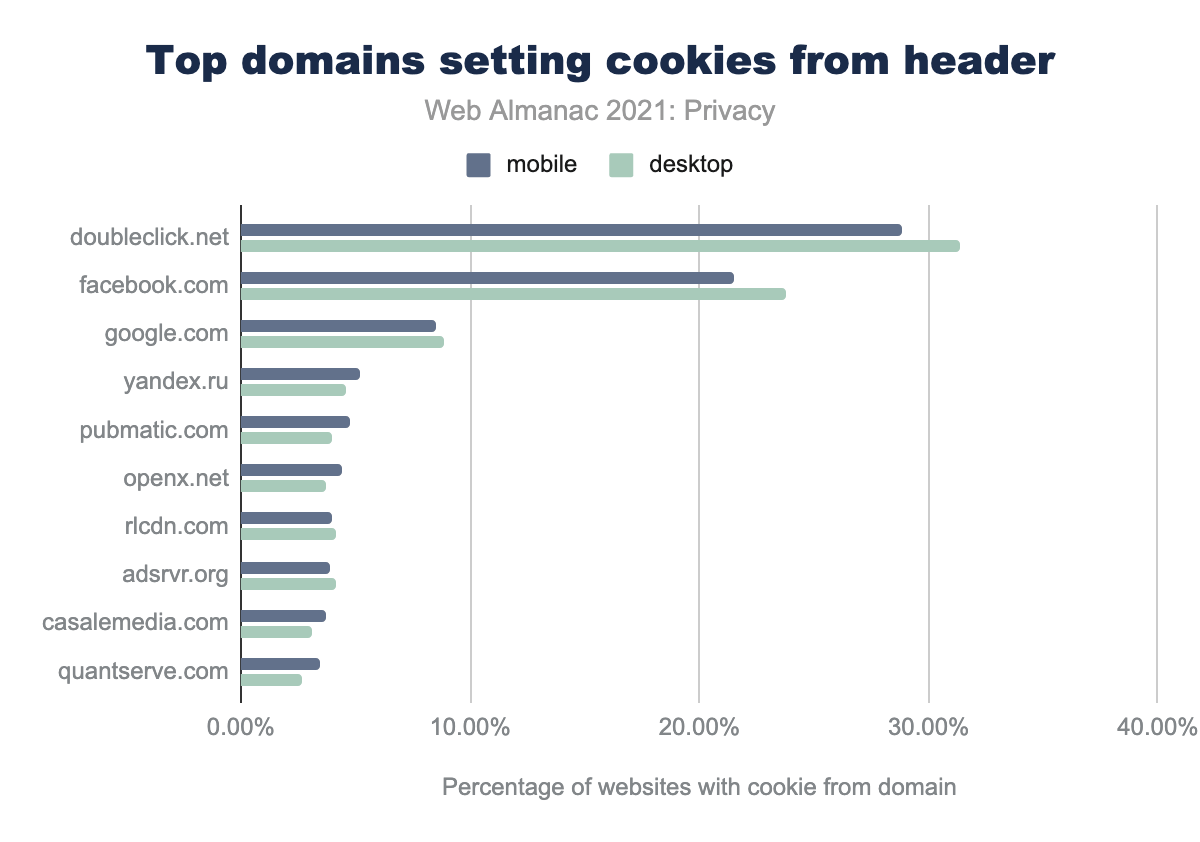 Top domains setting cookies from header
Web Almanac 2021: Privacy
mobile desktop
doubleclick.net
facebook.com
google.com
yandex.ru
pubmatic.com
openx.net
rlcdn.com
adsrvr.org
casalemedia.com
quantserve.com
0.00% 10.00% 20.00% 30.00% 40.00%
Percentage of websites with cookie from domain